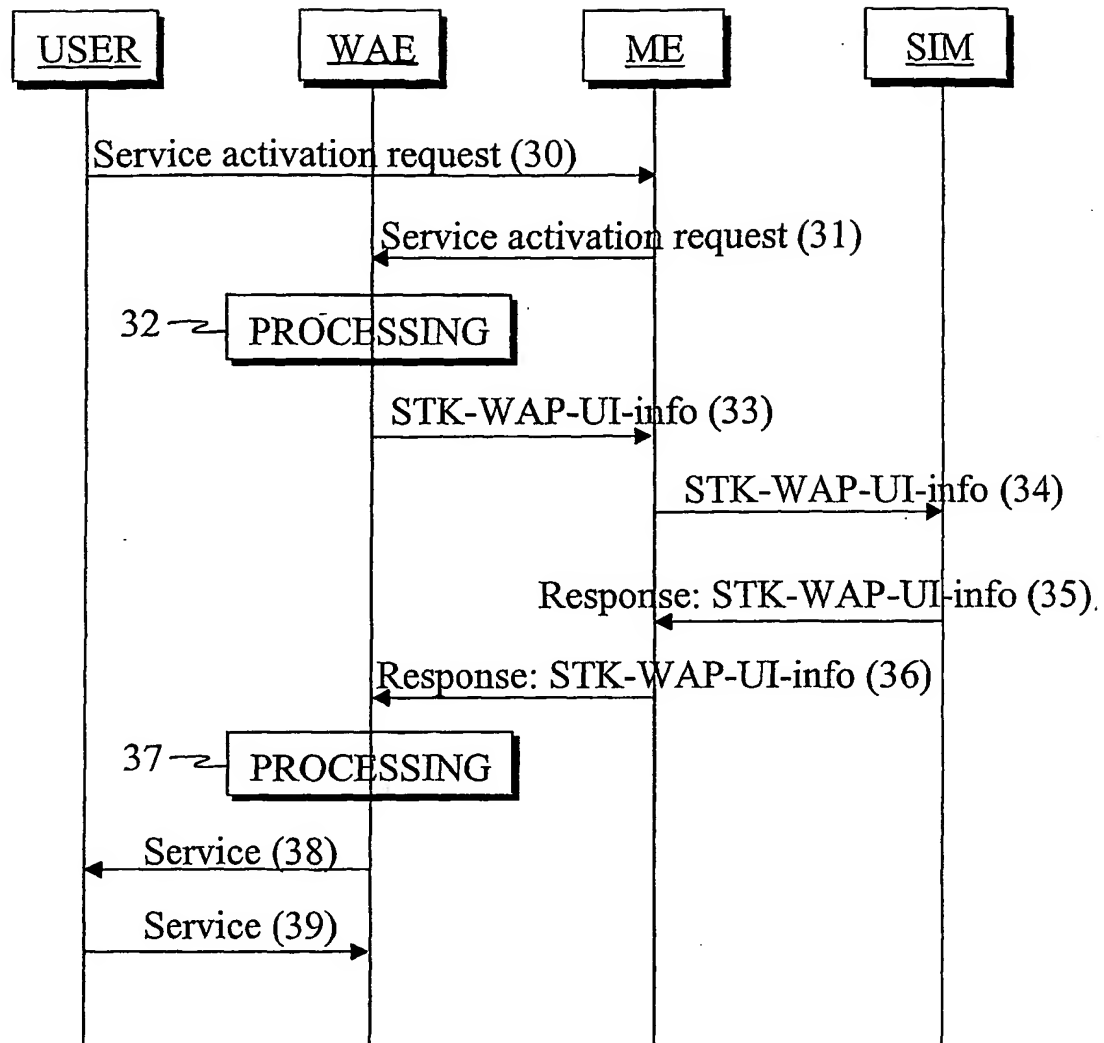 USER WAE ME SIM
Service activation request (30)
Service activation request (31)
32 PROCESSING
STK-WAP-UI-info (33)
STK-WAP-UI-info (34)
Response: STK-WAP-UI-info (35)
Response: STK-WAP-UI-info (36)
37 PROCESSING
Service (38)
Service (39)